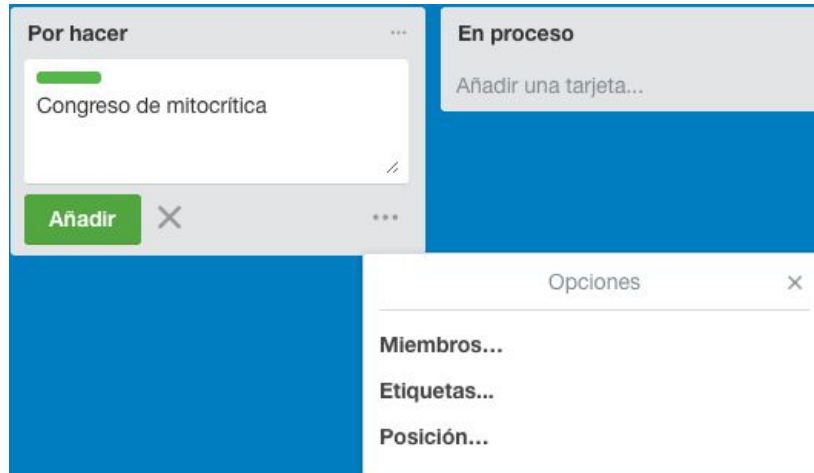 Por hacer
Congreso de mitocrítica
Añadir
En proceso
Añadir una tarjeta...
Opciones
Miembros...
Etiquetas...
Posición...